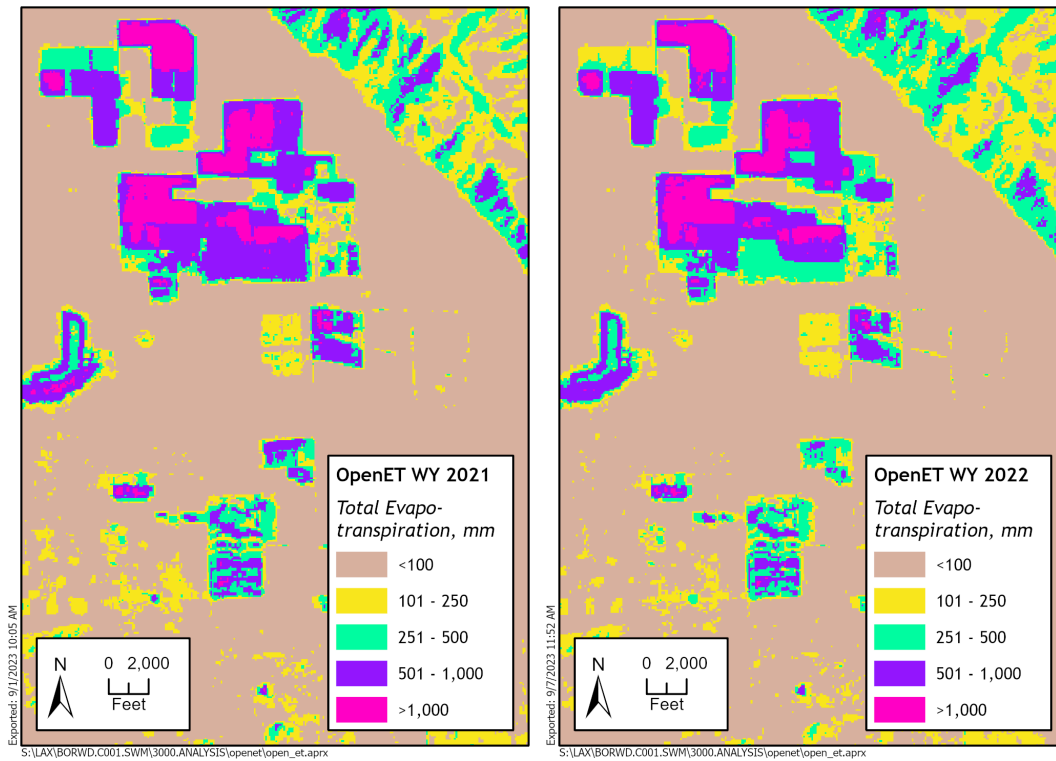 OpenET WY 2021
Total Evapo-
transpiration, mm
<100
101 - 250
251 - 500
501 - 1,000
>1,000
N
0 2,000
Feet
Exported: 9/1/2023 10:05 AM
S:\LAX\BORWD.C001.SWM\3000.ANALYSIS\openet\open_et.aprx
OpenET WY 2022
Total Evapo-
transpiration, mm
<100
101 - 250
251 - 500
501 - 1,000
>1,000
N
0 2,000
Feet
Exported: 9/7/2023 11:52 AM
S:\LAX\BORWD.C001.SWM\3000.ANALYSIS\openet\open_et.aprx